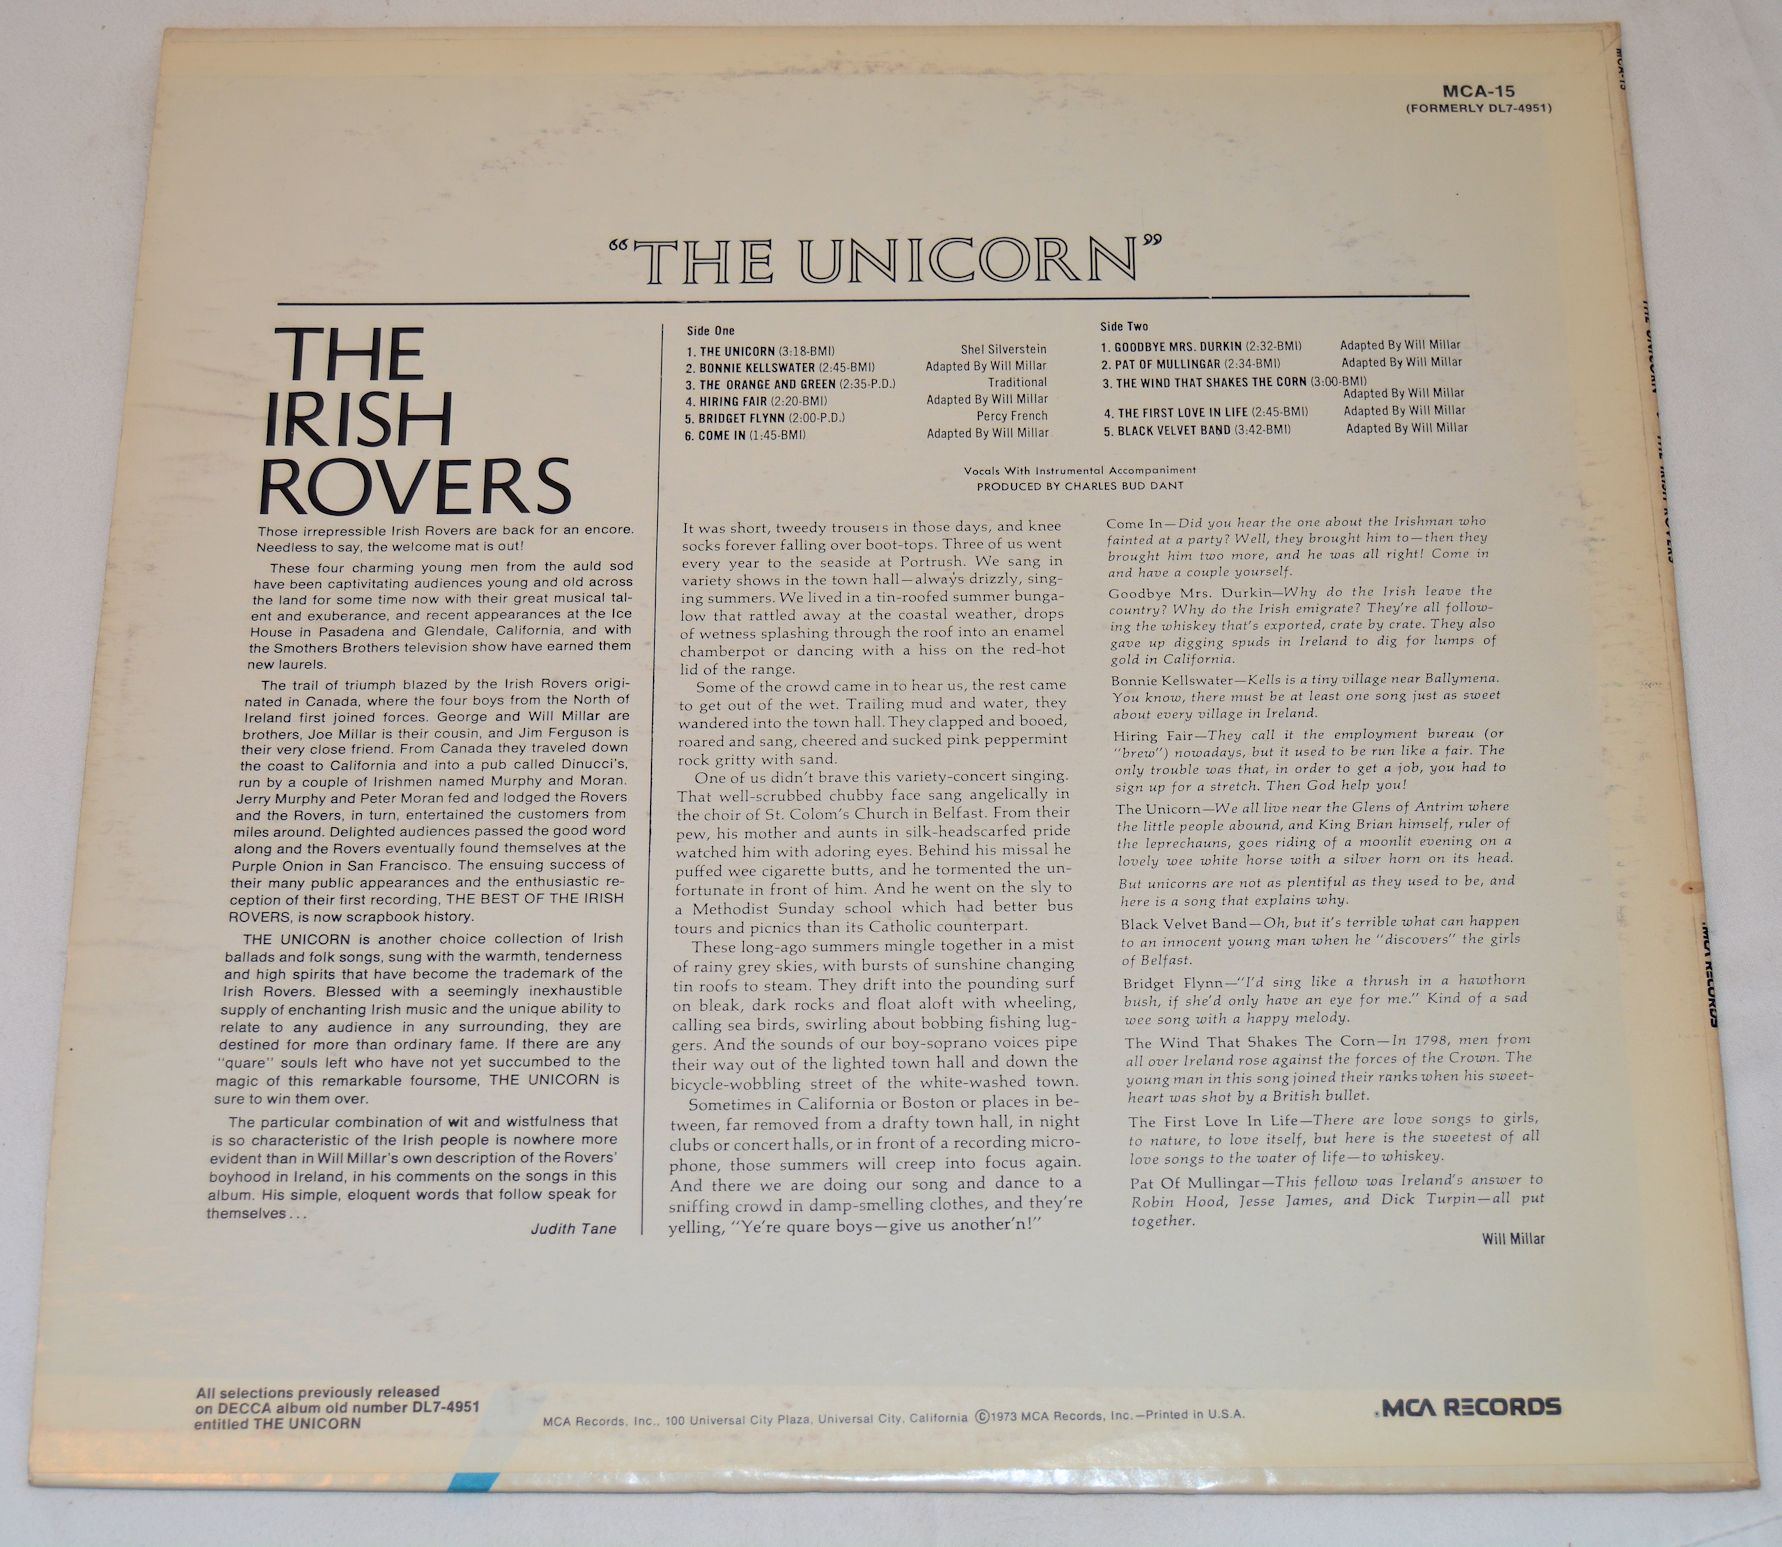 MCA-15
(FORMERLY DL7-4951)
“THE UNICORN”
THE
IRISH
ROVERS
Those irrepressible Irish Rovers are back for an encore.
Needless to say, the welcome mat is out!
These four charming young men from the auld sod
have been captivitating audiences young and old across
the land for some time now with their great musical tal-
ent and exuberance, and recent appearances at the Ice
House in Pasadena and Glendale, California, and with
the Smothers Brothers television show have earned them
new laurels.
The trail of triumph blazed by the Irish Rovers origi-
nated in Canada, where the four boys from the North of
Ireland first joined forces. George and Will Millar are
brothers, Joe Millar is their cousin, and Jim Ferguson is
their very close friend. From Canada they traveled down
the coast to California and into a pub called Dinucci's,
run by a couple of Irishmen named Murphy and Moran.
Jerry Murphy and Peter Moran fed and lodged the Rovers
and the Rovers, in turn, entertained the customers from
miles around. Delighted audiences passed the good word
along and the Rovers eventually found themselves at the
Purple Onion in San Francisco. The ensuing success of
their many public appearances and the enthusiastic re-
ception of their first recording, THE BEST OF THE IRISH
ROVERS, is now scrapbook history.
THE UNICORN is another choice collection of Irish
ballads and folk songs, sung with the warmth, tenderness
and high spirits that have become the trademark of the
Irish Rovers. Blessed with a seemingly inexhaustible
supply of enchanting Irish music and the unique ability to
relate to any audience in any surrounding, they are
destined for more than ordinary fame. If there are any
"quare" souls left who have not yet succumbed to the
magic of this remarkable foursome, THE UNICORN is
sure to win them over.
The particular combination of wit and wistfulness that
is so characteristic of the Irish people is nowhere more
evident than in Will Millar's own description of the Rovers'
boyhood in Ireland, in his comments on the songs in this
album. His simple, eloquent words that follow speak for
themselves...
Judith Tane
Side One
1. THE UNICORN (3:18-BMI) Shel Silverstein
2. BONNIE KELLSWATER (2:45-BMI) Adapted By Will Millar
3. THE ORANGE AND GREEN (2:35-P.D.) Traditional
4. HIRING FAIR (2:20-BMI) Adapted By Will Millar
5. BRIDGET FLYNN (2:00-P.D.) Percy French
6. COME IN (1:45-BMI) Adapted By Will Millar
Side Two
1. GOODBYE MRS. DURKIN (2:32-BMI) Adapted By Will Millar
2. PAT OF MULLINGAR (2:34-BMI) Adapted By Will Millar
3. THE WIND THAT SHAKES THE CORN (3:00-BMI)
Adapted By Will Millar
4. THE FIRST LOVE IN LIFE (2:45-BMI) Adapted By Will Millar
5. BLACK VELVET BAND (3:42-BMI) Adapted By Will Millar
Vocals With Instrumental Accompaniment
PRODUCED BY CHARLES BUD DANT
It was short, tweedy trousers in those days, and knee
socks forever falling over boot-tops. Three of us went
every year to the seaside at Portrush. We sang in
variety shows in the town hall—always drizzly, sing-
ing summers. We lived in a tin-roofed summer bunga-
low that rattled away at the coastal weather, drops
of wetness splashing through the roof into an enamel
chamberpot or dancing with a hiss on the red-hot
lid of the range.
Some of the crowd came in to hear us, the rest came
to get out of the wet. Trailing mud and water, they
wandered into the town hall. They clapped and booed,
roared and sang, cheered and sucked pink peppermint
rock gritty with sand.
One of us didn't brave this variety-concert singing.
That well-scrubbed chubby face sang angelically in
the choir of St. Colom's Church in Belfast. From their
pew, his mother and aunts in silk-headscarfed pride
watched him with adoring eyes. Behind his missal he
puffed wee cigarette butts, and he tormented the un-
fortunate in front of him. And he went on the sly to
a Methodist Sunday school which had better bus
tours and picnics than its Catholic counterpart.
These long-ago summers mingle together in a mist
of rainy grey skies, with bursts of sunshine changing
tin roofs to steam. They drift into the pounding surf
on bleak, dark rocks and float aloft with wheeling,
calling sea birds, swirling about bobbing fishing lug-
gers. And the sounds of our boy-soprano voices pipe
their way out of the lighted town hall and down the
bicycle-wobbling street of the white-washed town.
Sometimes in California or Boston or places in be-
tween, far removed from a drafty town hall, in night
clubs or concert halls, or in front of a recording micro-
phone, those summers will creep into focus again.
And there we are doing our song and dance to a
sniffing crowd in damp-smelling clothes, and they're
yelling, "Ye're quare boys—give us another'n!"
Come In—Did you hear the one about the Irishman who
fainted at a party? Well, they brought him to—then they
brought him two more, and he was all right! Come in
and have a couple yourself.
Goodbye Mrs. Durkin—Why do the Irish leave the
country? Why do the Irish emigrate? They're all follow-
ing the whiskey that's exported, crate by crate. They also
gave up digging spuds in Ireland to dig for lumps of
gold in California.
Bonnie Kellswater—Kells is a tiny village near Ballymena.
You know, there must be at least one song just as sweet
about every village in Ireland.
Hiring Fair—They call it the employment bureau (or
"brew") nowadays, but it used to be run like a fair. The
only trouble was that, in order to get a job, you had to
sign up for a stretch. Then God help you!
The Unicorn—We all live near the Glens of Antrim where
the little people abound, and King Brian himself, ruler of
the leprechauns, goes riding of a moonlit evening on a
lovely wee white horse with a silver horn on its head.
But unicorns are not as plentiful as they used to be, and
here is a song that explains why.
Black Velvet Band—Oh, but it's terrible what can happen
to an innocent young man when he "discovers" the girls
of Belfast.
Bridget Flynn—"I'd sing like a thrush in a hawthorn
bush, if she'd only have an eye for me." Kind of a sad
wee song with a happy melody.
The Wind That Shakes The Corn—In 1798, men from
all over Ireland rose against the forces of the Crown. The
young man in this song joined their ranks when his sweet-
heart was shot by a British bullet.
The First Love In Life—There are love songs to girls,
to nature, to love itself, but here is the sweetest of all
love songs to the water of life—to whiskey.
Pat Of Mullingar—This fellow was Ireland's answer to
Robin Hood, Jesse James, and Dick Turpin—all put
together.
Will Millar
All selections previously released
on DECCA album old number DL7-4951
entitled THE UNICORN
MCA Records, Inc., 100 Universal City Plaza, Universal City, California ©1973 MCA Records, Inc.—Printed in U.S.A.
MCA RECORDS
MCA-15
THE UNICORN THE IRISH ROVERS
MCA RECORDS